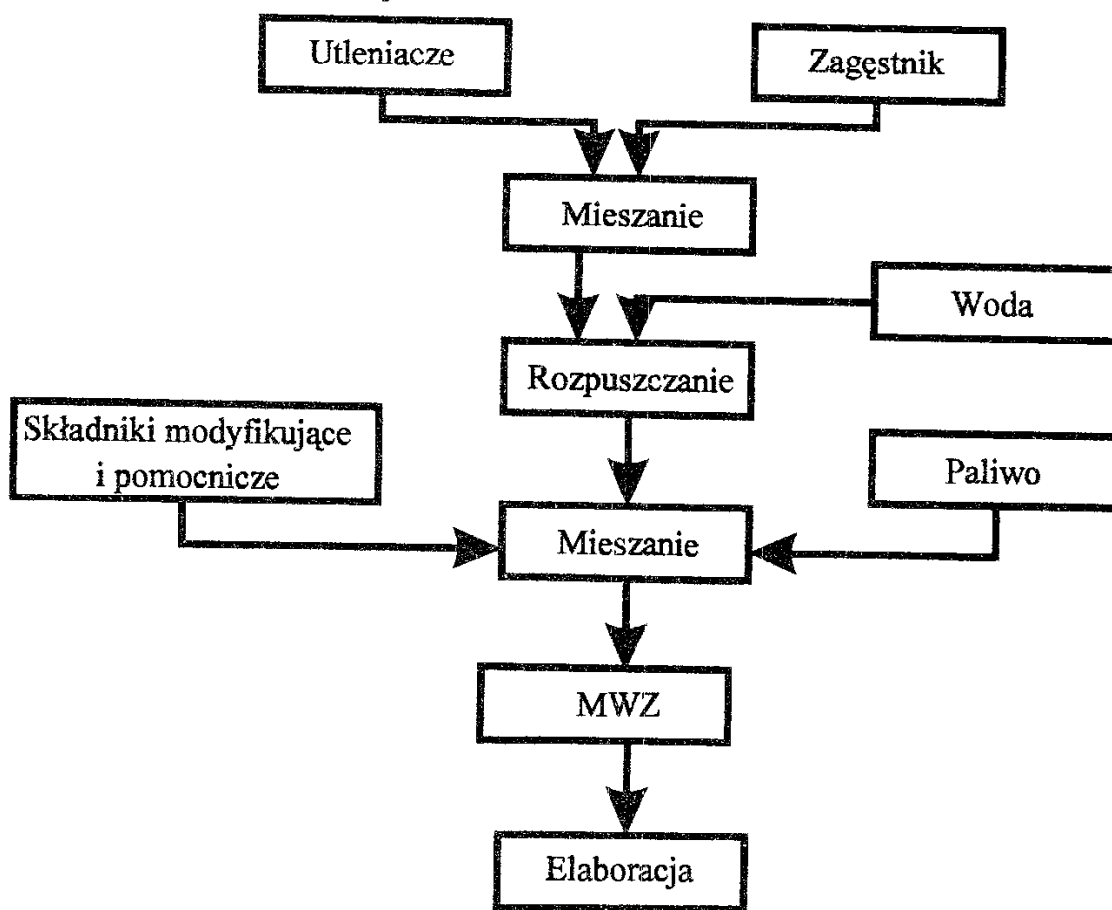 Utleniacze
Zagęstnik
Mieszanie
Woda
Rozpuszczanie
Składniki modyfikujące
i pomocnicze
Paliwo
Mieszanie
MWZ
Elaboracja